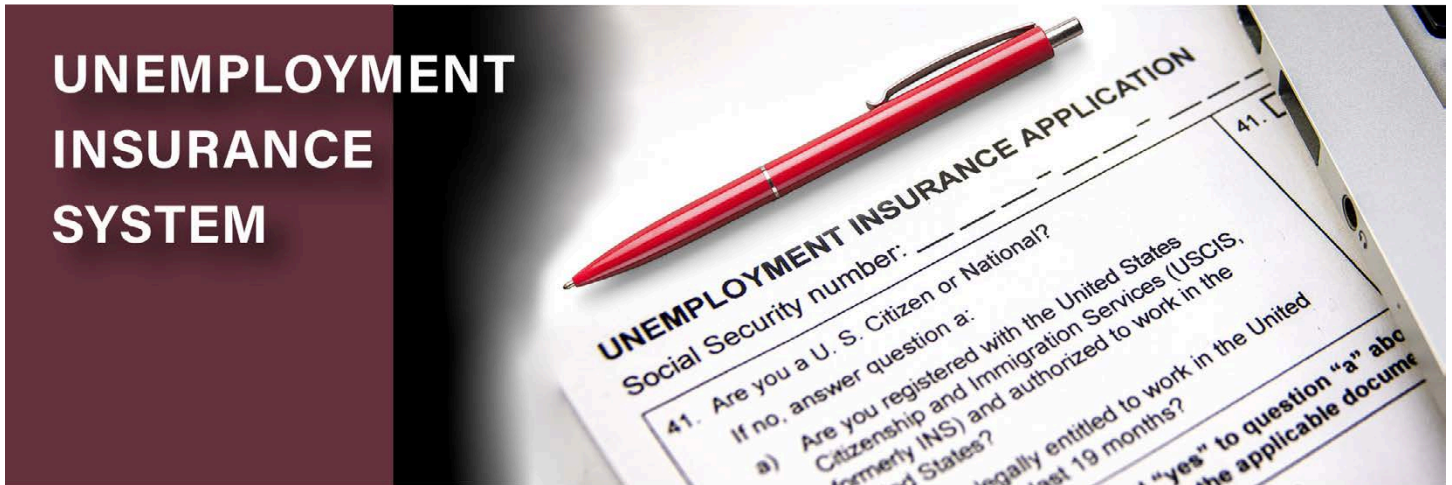 UNEMPLOYMENT
INSURANCE
SYSTEM
UNEMPLOYMENT INSURANCE APPLICATION
Social Security number:
41. Are you a U. S. Citizen or National?
If no, answer question a:
a) Are you registered with the United States
Citizenship and Immigration Services (USCIS,
formerly INS) and authorized to work in the
States?
legally entitled to work in the United
last 19 months?
"yes" to question "a"
the applicable
41.